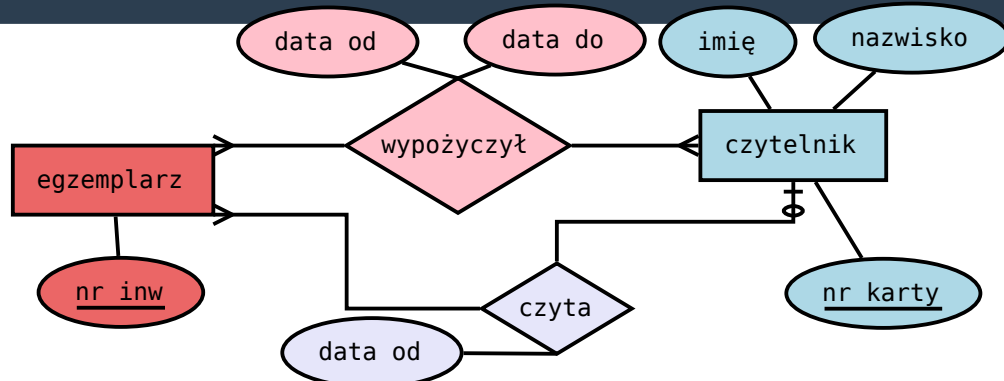 data od
data do
imię
nazwisko
wypożyczył
czytelnik
egzemplarz
nr inw
nr karty
czyta
data od